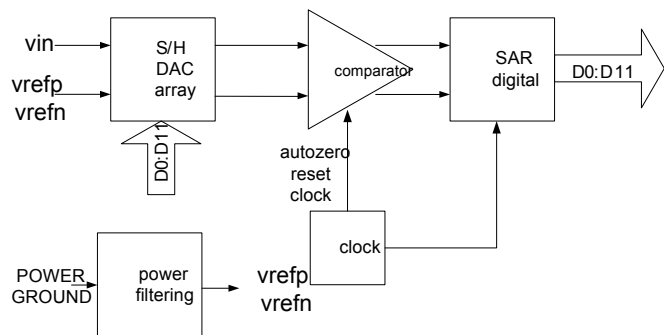 vin
vrefp
vrefn
S/H
DAC
array
D0:D11
comparator
autozero
reset
clock
SAR
digital
D0:D11
clock
POWER
GROUND
power
filtering
vrefp
vrefn